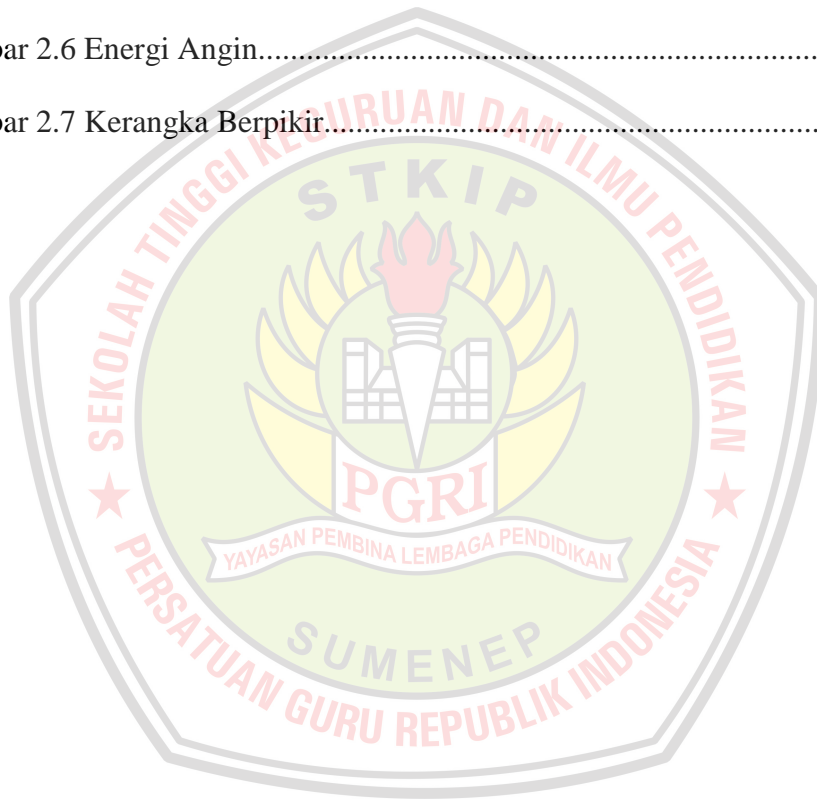 bar 2.6 Energi Angin......................................................................
bar 2.7 Kerangka Berpikir..............................................................
SEKOLAH TINGGI KEGURUAN DAN ILMU PENDIDIKAN
STKIP
PGRI
YAYASAN PEMBINA LEMBAGA PENDIDIKAN
SUMENEP
★ PERSATUAN GURU REPUBLIK INDONESIA ★